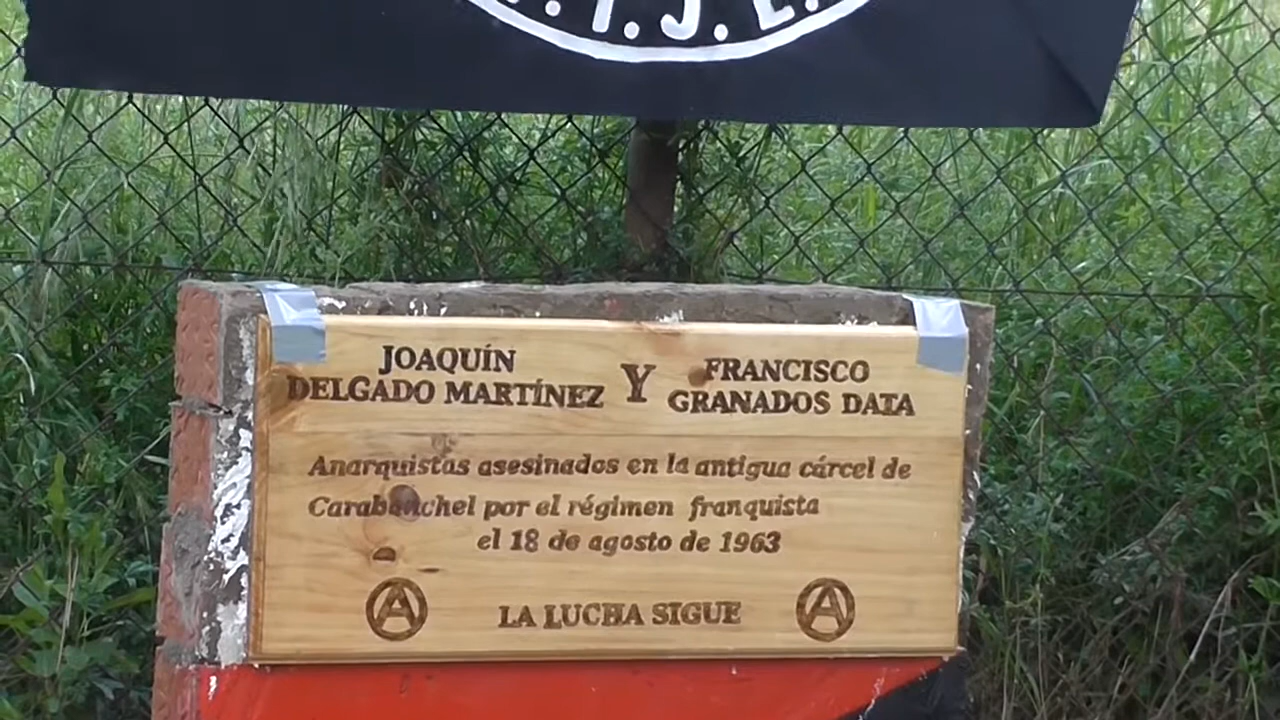 .I.J.L.
JOAQUÍN
DELGADO MARTÍNEZ Y FRANCISCO
GRANADOS DATA
Anarquistas asesinados en la antigua cárcel de
Carabanchel por el régimen franquista
el 18 de agosto de 1963
LA LUCHA SIGUE